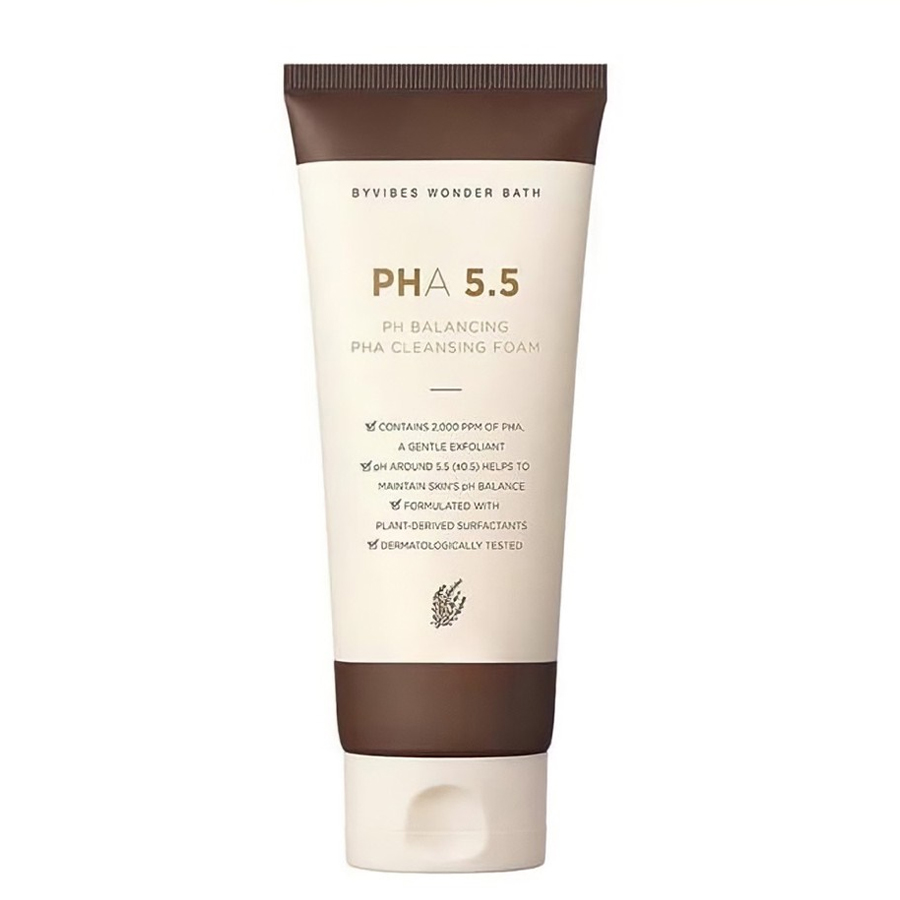 BYVIBES WONDER BATH
PHA 5.5
PH BALANCING
PHA CLEANSING FOAM
CONTAINS 2,000 PPM OF PHA,
A GENTLE EXFOLIANT
pH AROUND 5.5 (±0.5) HELPS TO
MAINTAIN SKIN'S pH BALANCE
FORMULATED WITH
PLANT-DERIVED SURFACTANTS
DERMATOLOGICALLY TESTED